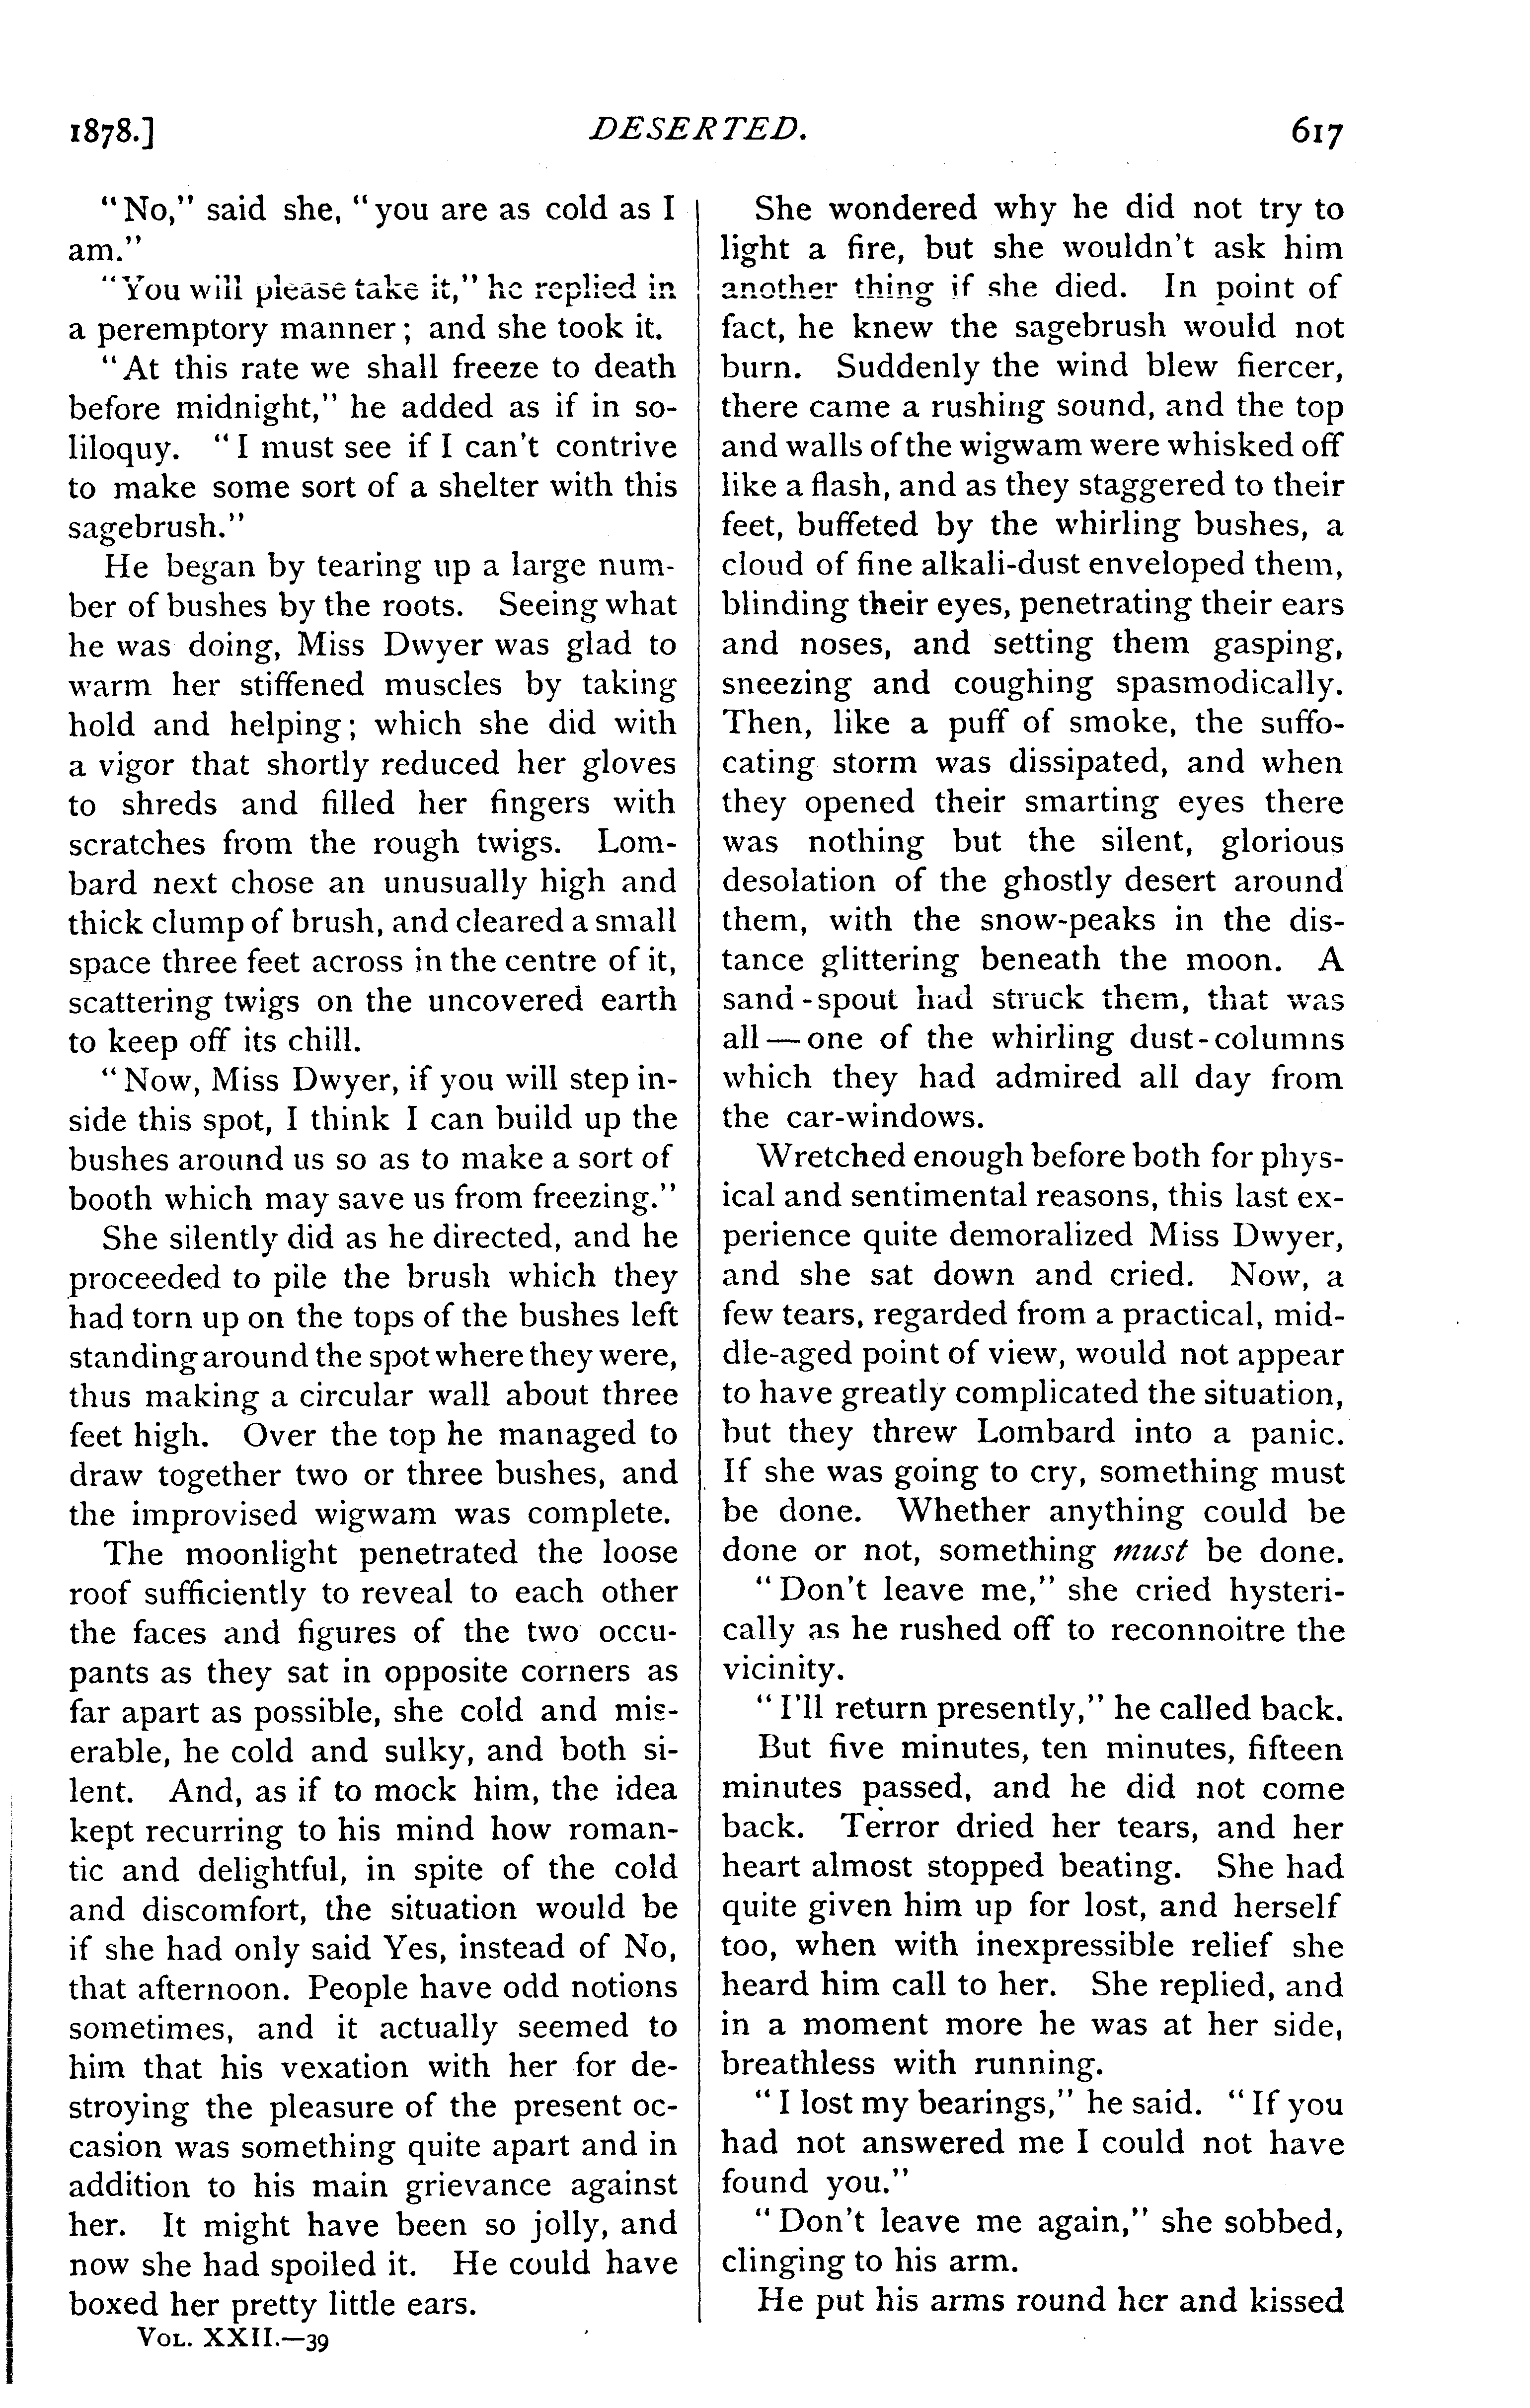 1878.] DESERTED. 617
"No," said she, "you are as cold as I
am."
"You will please take it," he replied in
a peremptory manner; and she took it.
"At this rate we shall freeze to death
before midnight," he added as if in so-
liloquy. "I must see if I can't contrive
to make some sort of a shelter with this
sagebrush."
He began by tearing up a large num-
ber of bushes by the roots. Seeing what
he was doing, Miss Dwyer was glad to
warm her stiffened muscles by taking
hold and helping; which she did with
a vigor that shortly reduced her gloves
to shreds and filled her fingers with
scratches from the rough twigs. Lom-
bard next chose an unusually high and
thick clump of brush, and cleared a small
space three feet across in the centre of it,
scattering twigs on the uncovered earth
to keep off its chill.
"Now, Miss Dwyer, if you will step in-
side this spot, I think I can build up the
bushes around us so as to make a sort of
booth which may save us from freezing."
She silently did as he directed, and he
proceeded to pile the brush which they
had torn up on the tops of the bushes left
standing around the spot where they were,
thus making a circular wall about three
feet high. Over the top he managed to
draw together two or three bushes, and
the improvised wigwam was complete.
The moonlight penetrated the loose
roof sufficiently to reveal to each other
the faces and figures of the two occu-
pants as they sat in opposite corners as
far apart as possible, she cold and mis-
erable, he cold and sulky, and both si-
lent. And, as if to mock him, the idea
kept recurring to his mind how roman-
tic and delightful, in spite of the cold
and discomfort, the situation would be
if she had only said Yes, instead of No,
that afternoon. People have odd notions
sometimes, and it actually seemed to
him that his vexation with her for de-
stroying the pleasure of the present oc-
casion was something quite apart and in
addition to his main grievance against
her. It might have been so jolly, and
now she had spoiled it. He could have
boxed her pretty little ears.
VOL. XXII.—39
She wondered why he did not try to
light a fire, but she wouldn't ask him
another thing if she died. In point of
fact, he knew the sagebrush would not
burn. Suddenly the wind blew fiercer,
there came a rushing sound, and the top
and walls of the wigwam were whisked off
like a flash, and as they staggered to their
feet, buffeted by the whirling bushes, a
cloud of fine alkali-dust enveloped them,
blinding their eyes, penetrating their ears
and noses, and setting them gasping,
sneezing and coughing spasmodically.
Then, like a puff of smoke, the suffo-
cating storm was dissipated, and when
they opened their smarting eyes there
was nothing but the silent, glorious
desolation of the ghostly desert around
them, with the snow-peaks in the dis-
tance glittering beneath the moon. A
sand-spout had struck them, that was
all—one of the whirling dust-columns
which they had admired all day from
the car-windows.
Wretched enough before both for phys-
ical and sentimental reasons, this last ex-
perience quite demoralized Miss Dwyer,
and she sat down and cried. Now, a
few tears, regarded from a practical, mid-
dle-aged point of view, would not appear
to have greatly complicated the situation,
but they threw Lombard into a panic.
If she was going to cry, something must
be done. Whether anything could be
done or not, something must be done.
"Don't leave me," she cried hysteri-
cally as he rushed off to reconnoitre the
vicinity.
"I'll return presently," he called back.
But five minutes, ten minutes, fifteen
minutes passed, and he did not come
back. Terror dried her tears, and her
heart almost stopped beating. She had
quite given him up for lost, and herself
too, when with inexpressible relief she
heard him call to her. She replied, and
in a moment more he was at her side,
breathless with running.
"I lost my bearings," he said. "If you
had not answered me I could not have
found you."
"Don't leave me again," she sobbed,
clinging to his arm.
He put his arms round her and kissed